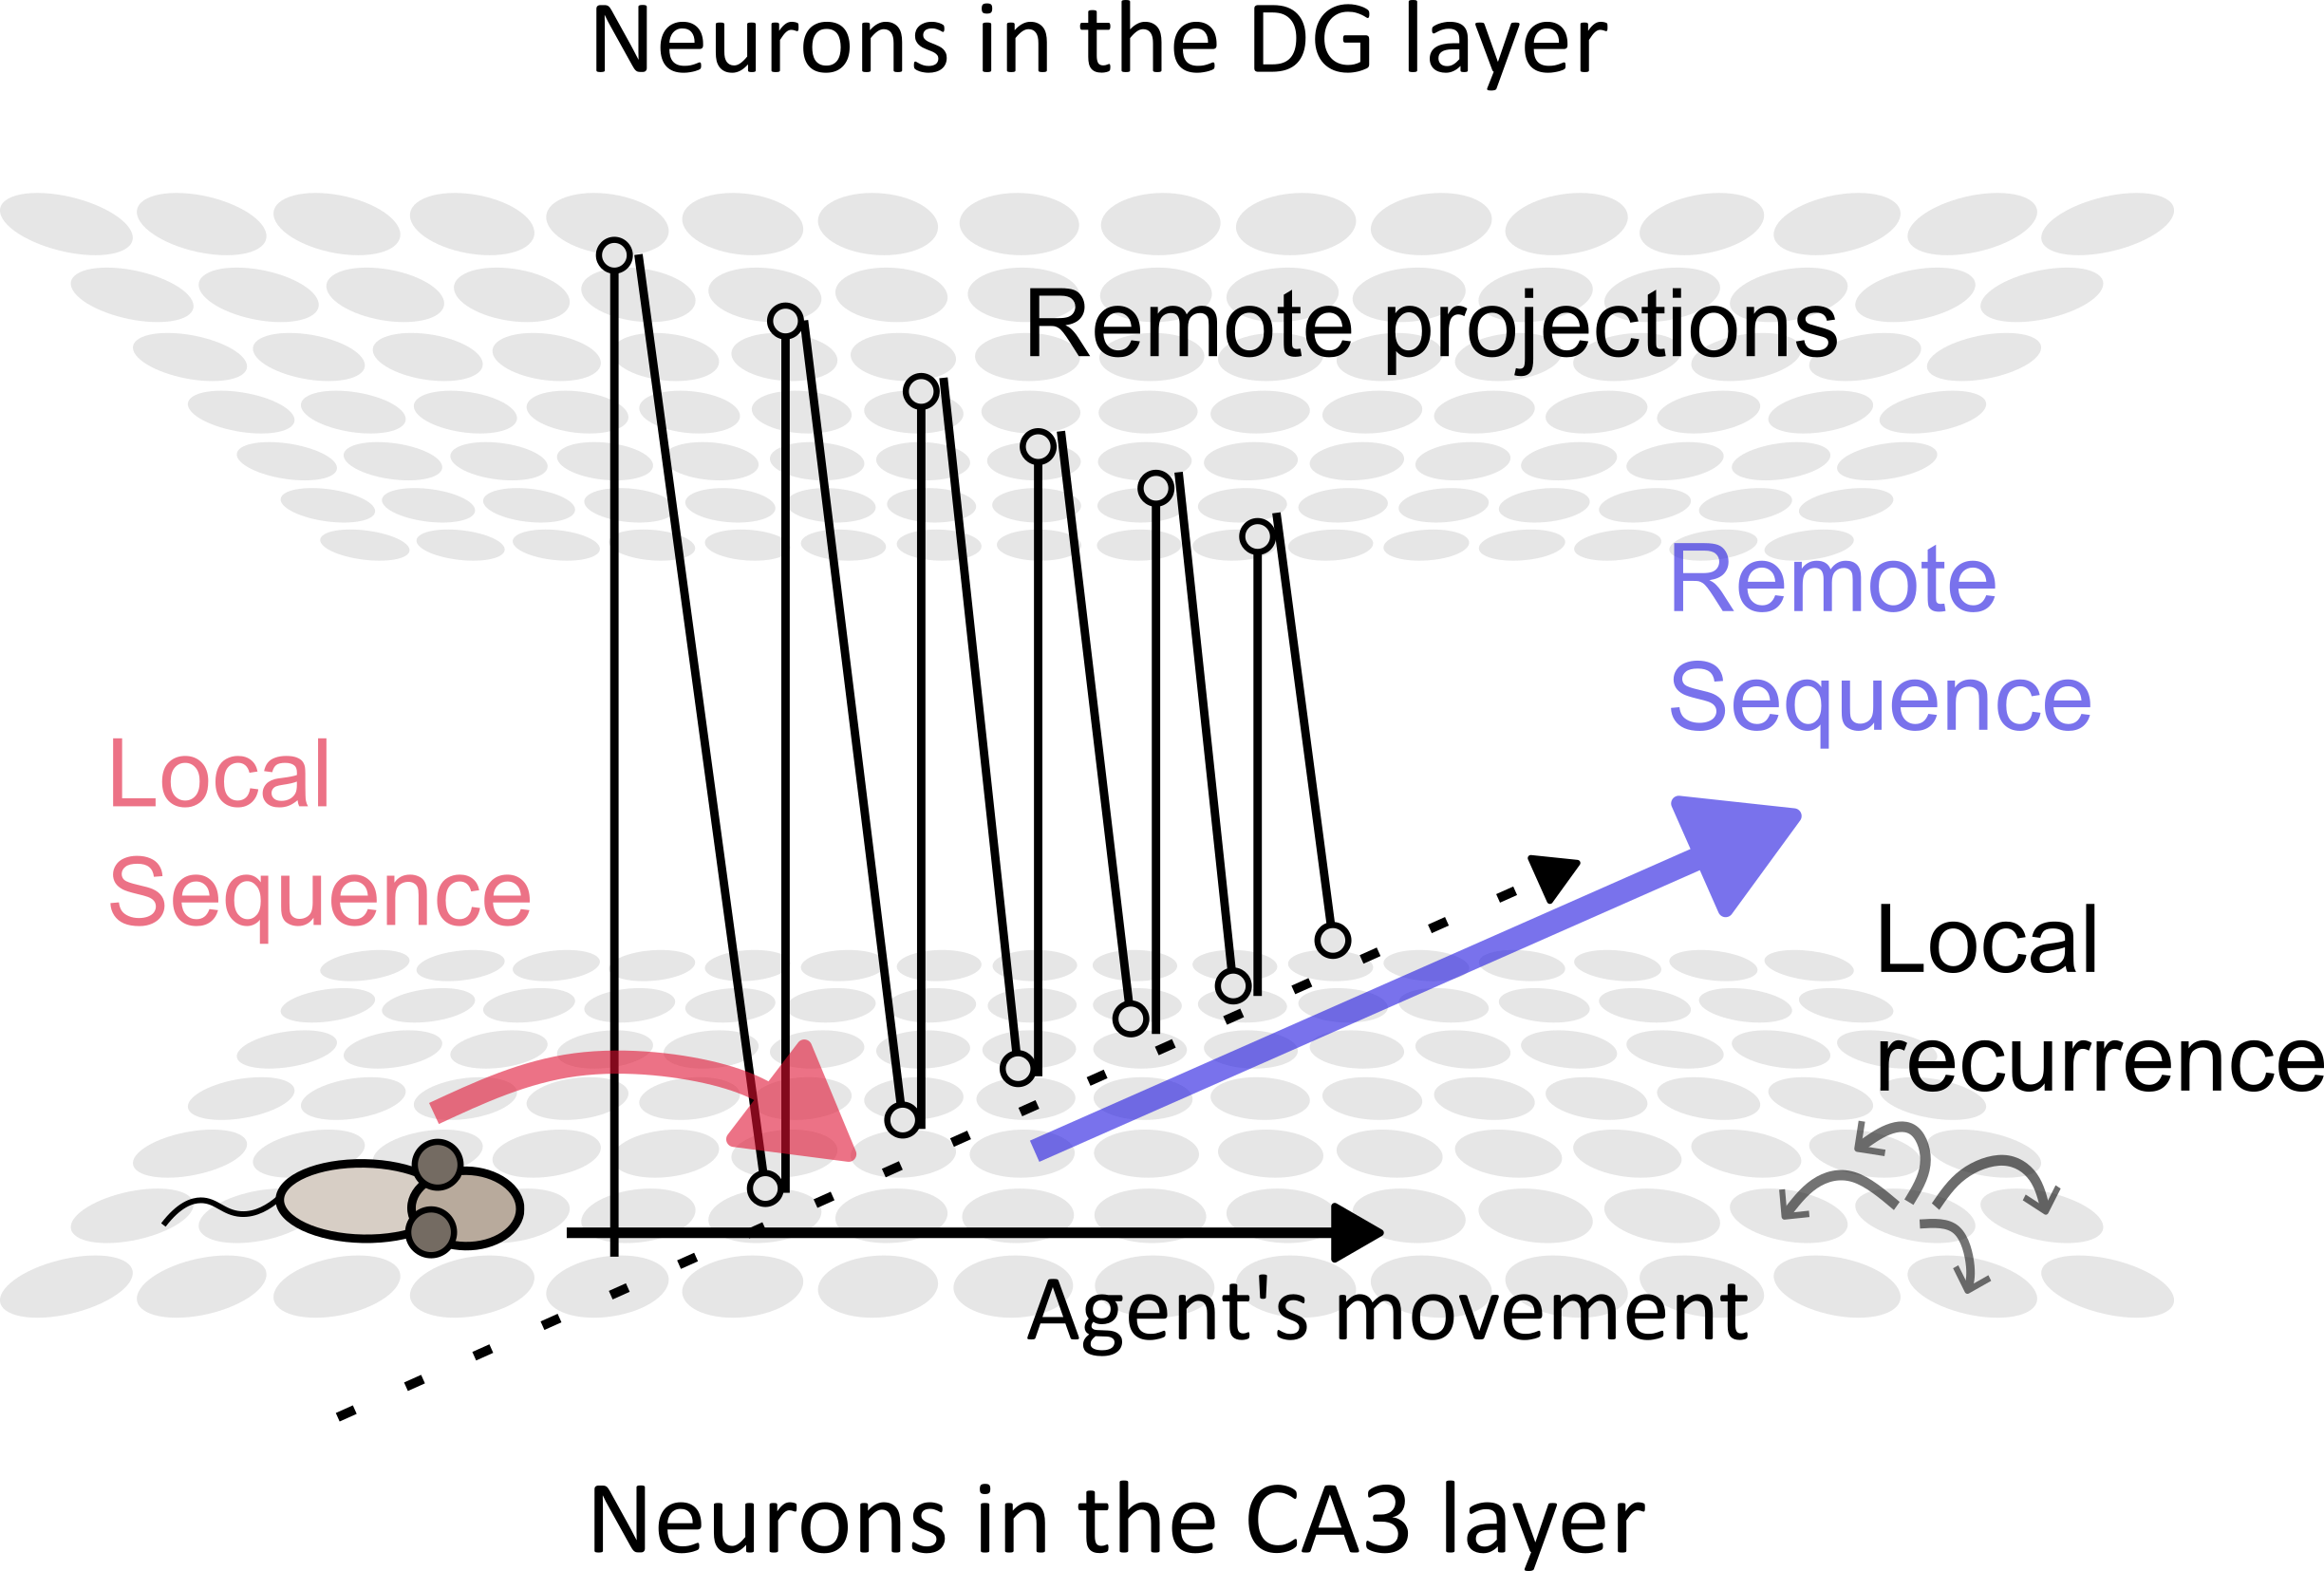 Neurons in the DG layer
Remote projections
Remote
Sequence
Local
Sequence
Local
recurrence
Agent's movement
Neurons in the CA3 layer